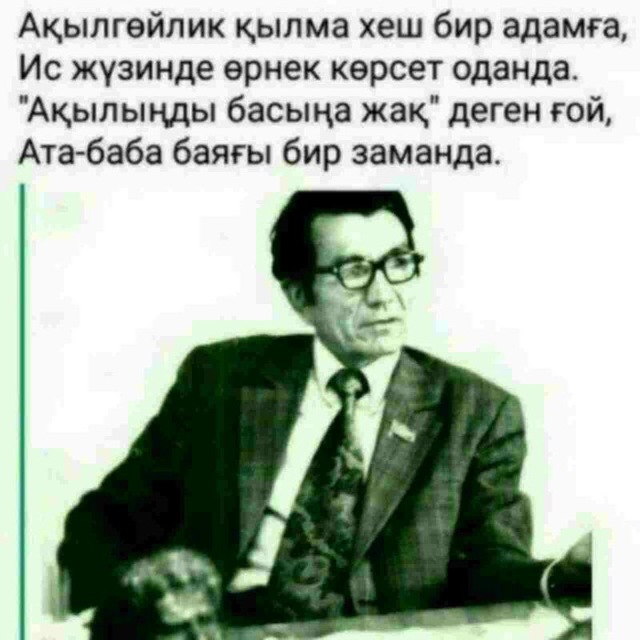 Ақылгөйлик қылма хеш бир адамға,
Ис жүзинде өрнек көрсет оданда.
"Ақылыңды басыңа жақ" деген ғой,
Ата-баба баяғы бир заманда.